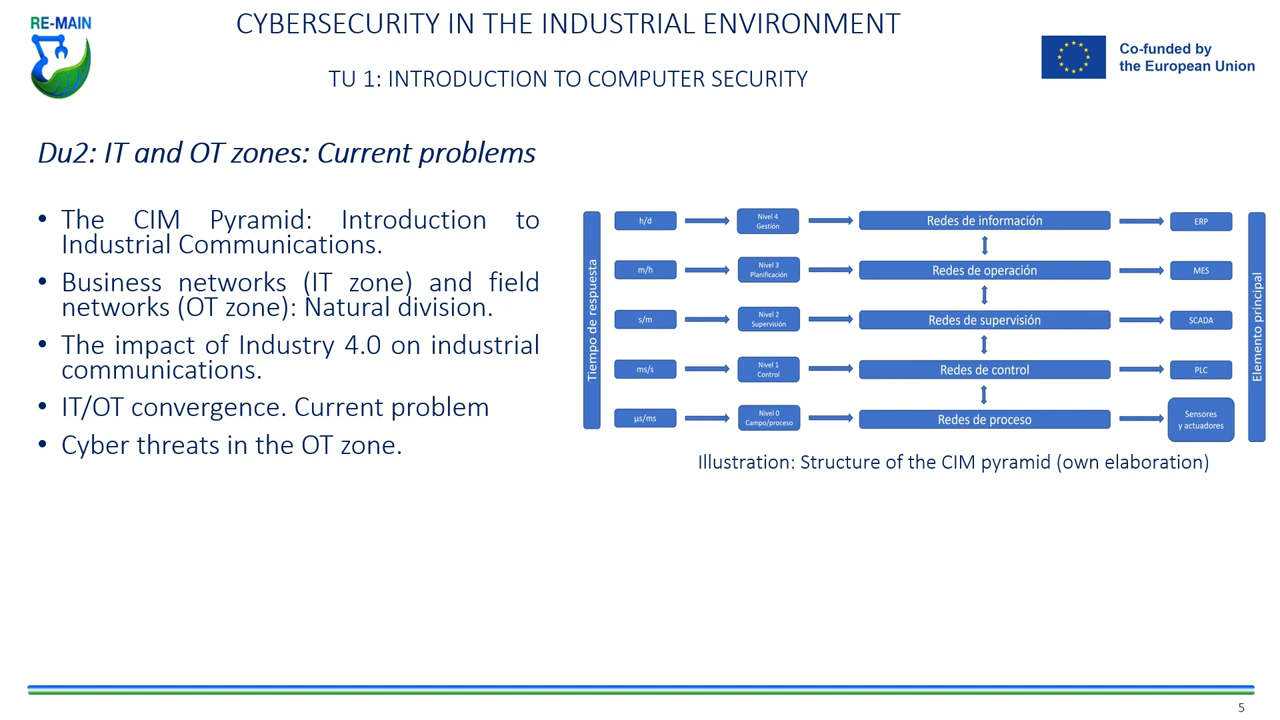 RE-MAIN
CYBERSECURITY IN THE INDUSTRIAL ENVIRONMENT
TU 1: INTRODUCTION TO COMPUTER SECURITY
Co-funded by
the European Union
Du2: IT and OT zones: Current problems
• The CIM Pyramid: Introduction to
Industrial Communications.
• Business networks (IT zone) and field
networks (OT zone): Natural division.
• The impact of Industry 4.0 on industrial
communications.
• IT/OT convergence. Current problem
• Cyber threats in the OT zone.
Tiempo de respuesta
h/d
Nivel 4
Gestión
Redes de información
ERP
m/h
Nivel 3
Planificación
Redes de operación
MES
s/m
Nivel 2
Supervisión
Redes de supervisión
SCADA
ms/s
Nivel 1
Control
Redes de control
PLC
µs/ms
Nivel 0
Campo/proceso
Redes de proceso
Sensores
y actuadores
Elemento principal
Illustration: Structure of the CIM pyramid (own elaboration)
5